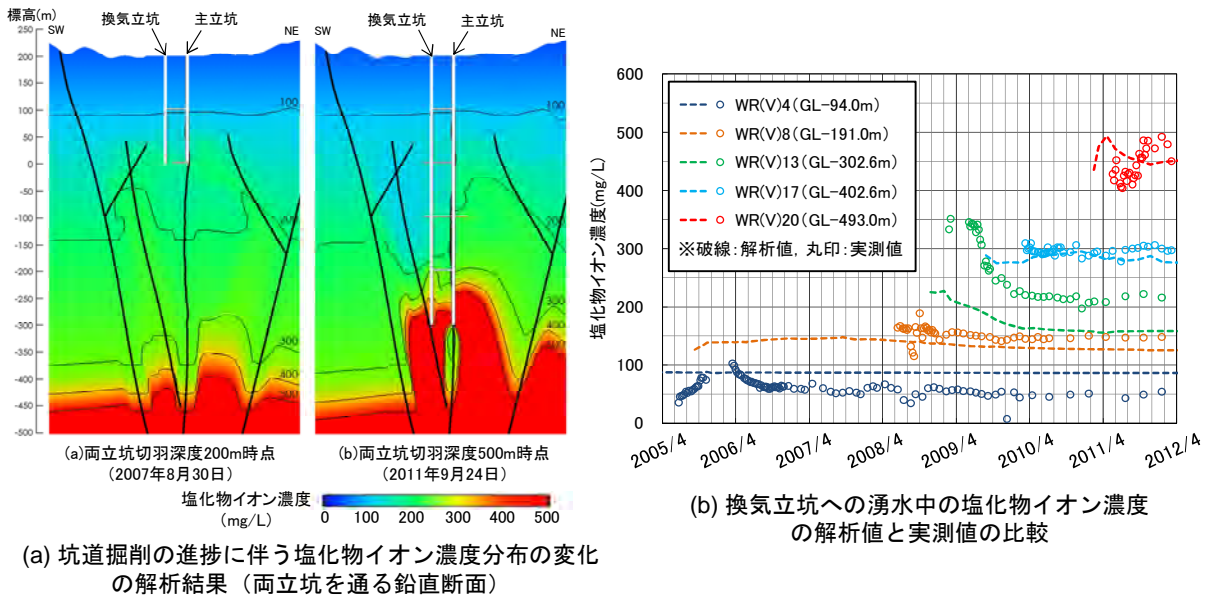 標高(m)
換気立坑
主立坑
換気立坑
主立坑
SW
NE
SW
NE
250
200
150
100
50
0
-50
-100
-150
-200
-250
-300
-350
-400
-450
-500
100
200
300
400
500
100
200
300
400
(a)両立坑切羽深度200m時点
(2007年8月30日)
(b)両立坑切羽深度500m時点
(2011年9月24日)
塩化物イオン濃度
(mg/L)
0 100 200 300 400 500
(a) 坑道掘削の進捗に伴う塩化物イオン濃度分布の変化
の解析結果（両立坑を通る鉛直断面）
塩化物イオン濃度(mg/L)
600
500
400
300
200
100
0
WR(V)4(GL-94.0m)
WR(V)8(GL-191.0m)
WR(V)13(GL-302.6m)
WR(V)17(GL-402.6m)
WR(V)20(GL-493.0m)
※破線：解析値, 丸印：実測値
2005/4 2006/4 2007/4 2008/4 2009/4 2010/4 2011/4 2012/4
(b) 換気立坑への湧水中の塩化物イオン濃度
の解析値と実測値の比較